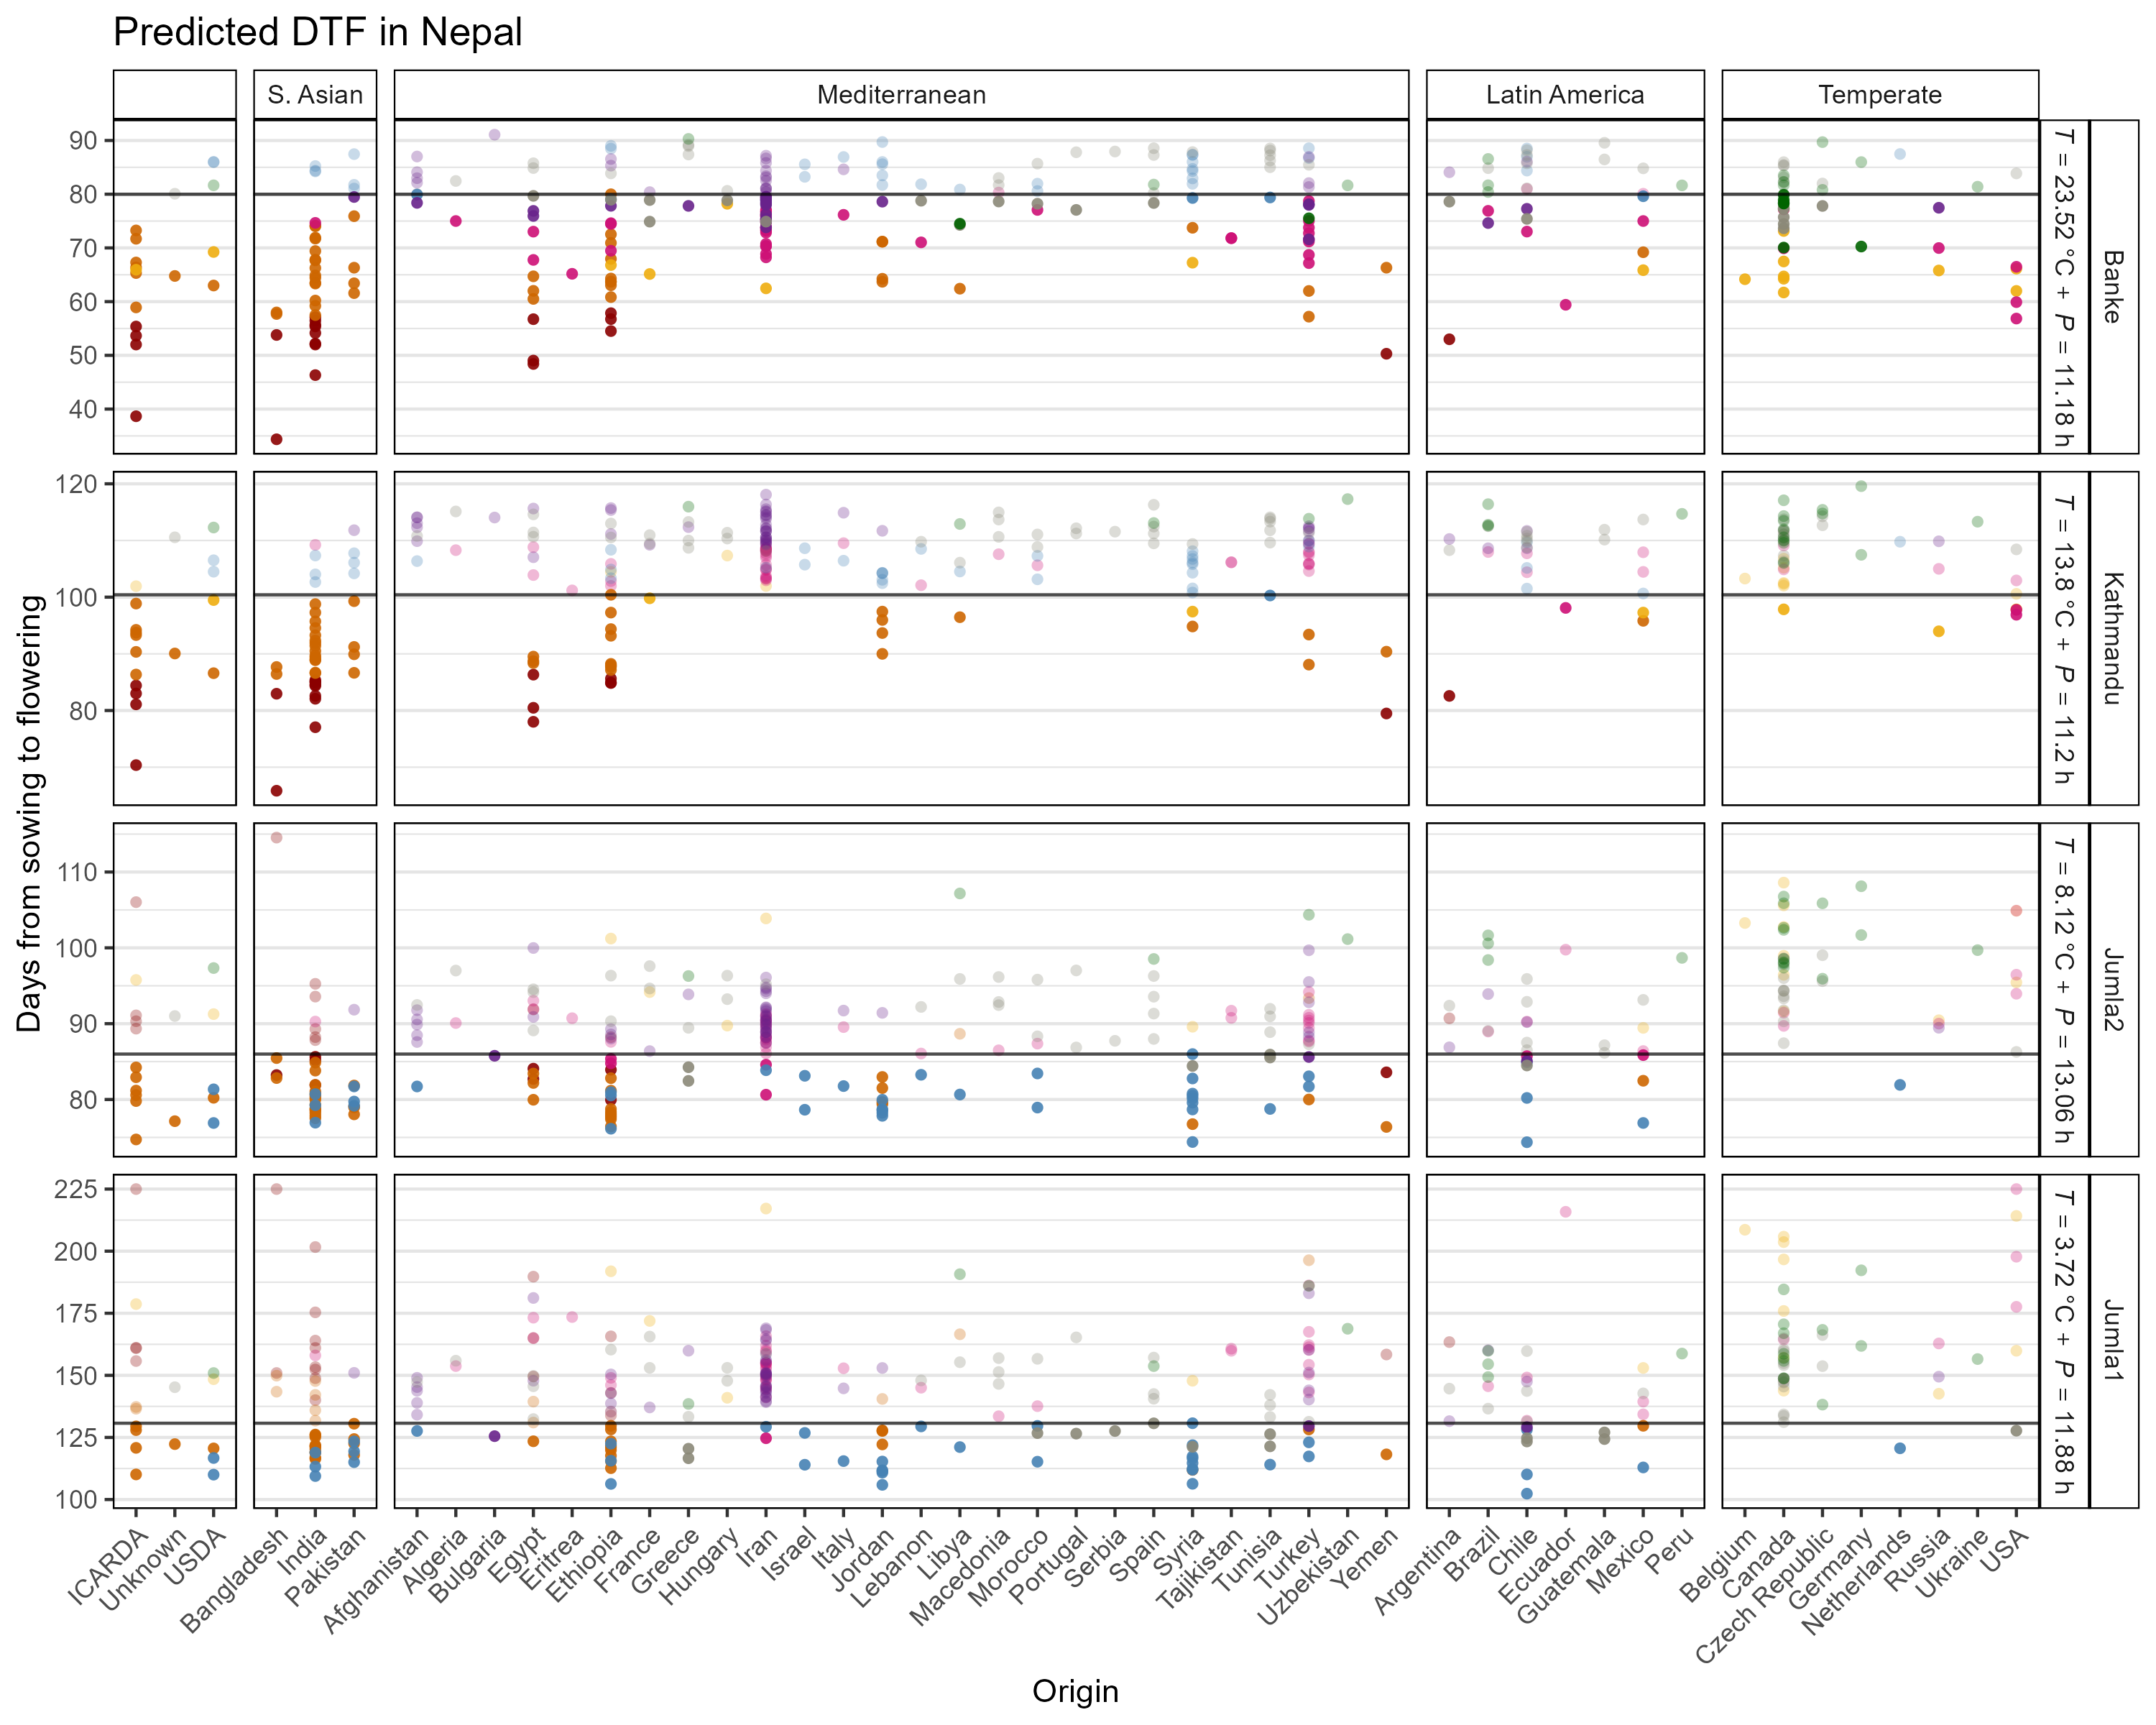 Predicted DTF in Nepal
S. Asian
Mediterranean
Latin America
Temperate
Days from sowing to flowering
90
80
70
60
50
40
T = 23.52 °C + P = 11.18 h
Banke
120
100
80
T = 13.8 °C + P = 11.2 h
Kathmandu
110
100
90
80
T = 8.12 °C + P = 13.06 h
Jumla2
225
200
175
150
125
100
T = 3.72 °C + P = 11.88 h
Jumla1
ICARDA
Unknown
USDA
Bangladesh
India
Pakistan
Afghanistan
Algeria
Bulgaria
Egypt
Eritrea
Ethiopia
France
Greece
Hungary
Iran
Israel
Italy
Jordan
Lebanon
Libya
Macedonia
Morocco
Portugal
Serbia
Spain
Syria
Tajikistan
Tunisia
Turkey
Uzbekistan
Yemen
Argentina
Brazil
Chile
Ecuador
Guatemala
Mexico
Peru
Belgium
Canada
Czech Republic
Germany
Netherlands
Russia
Ukraine
USA
Origin